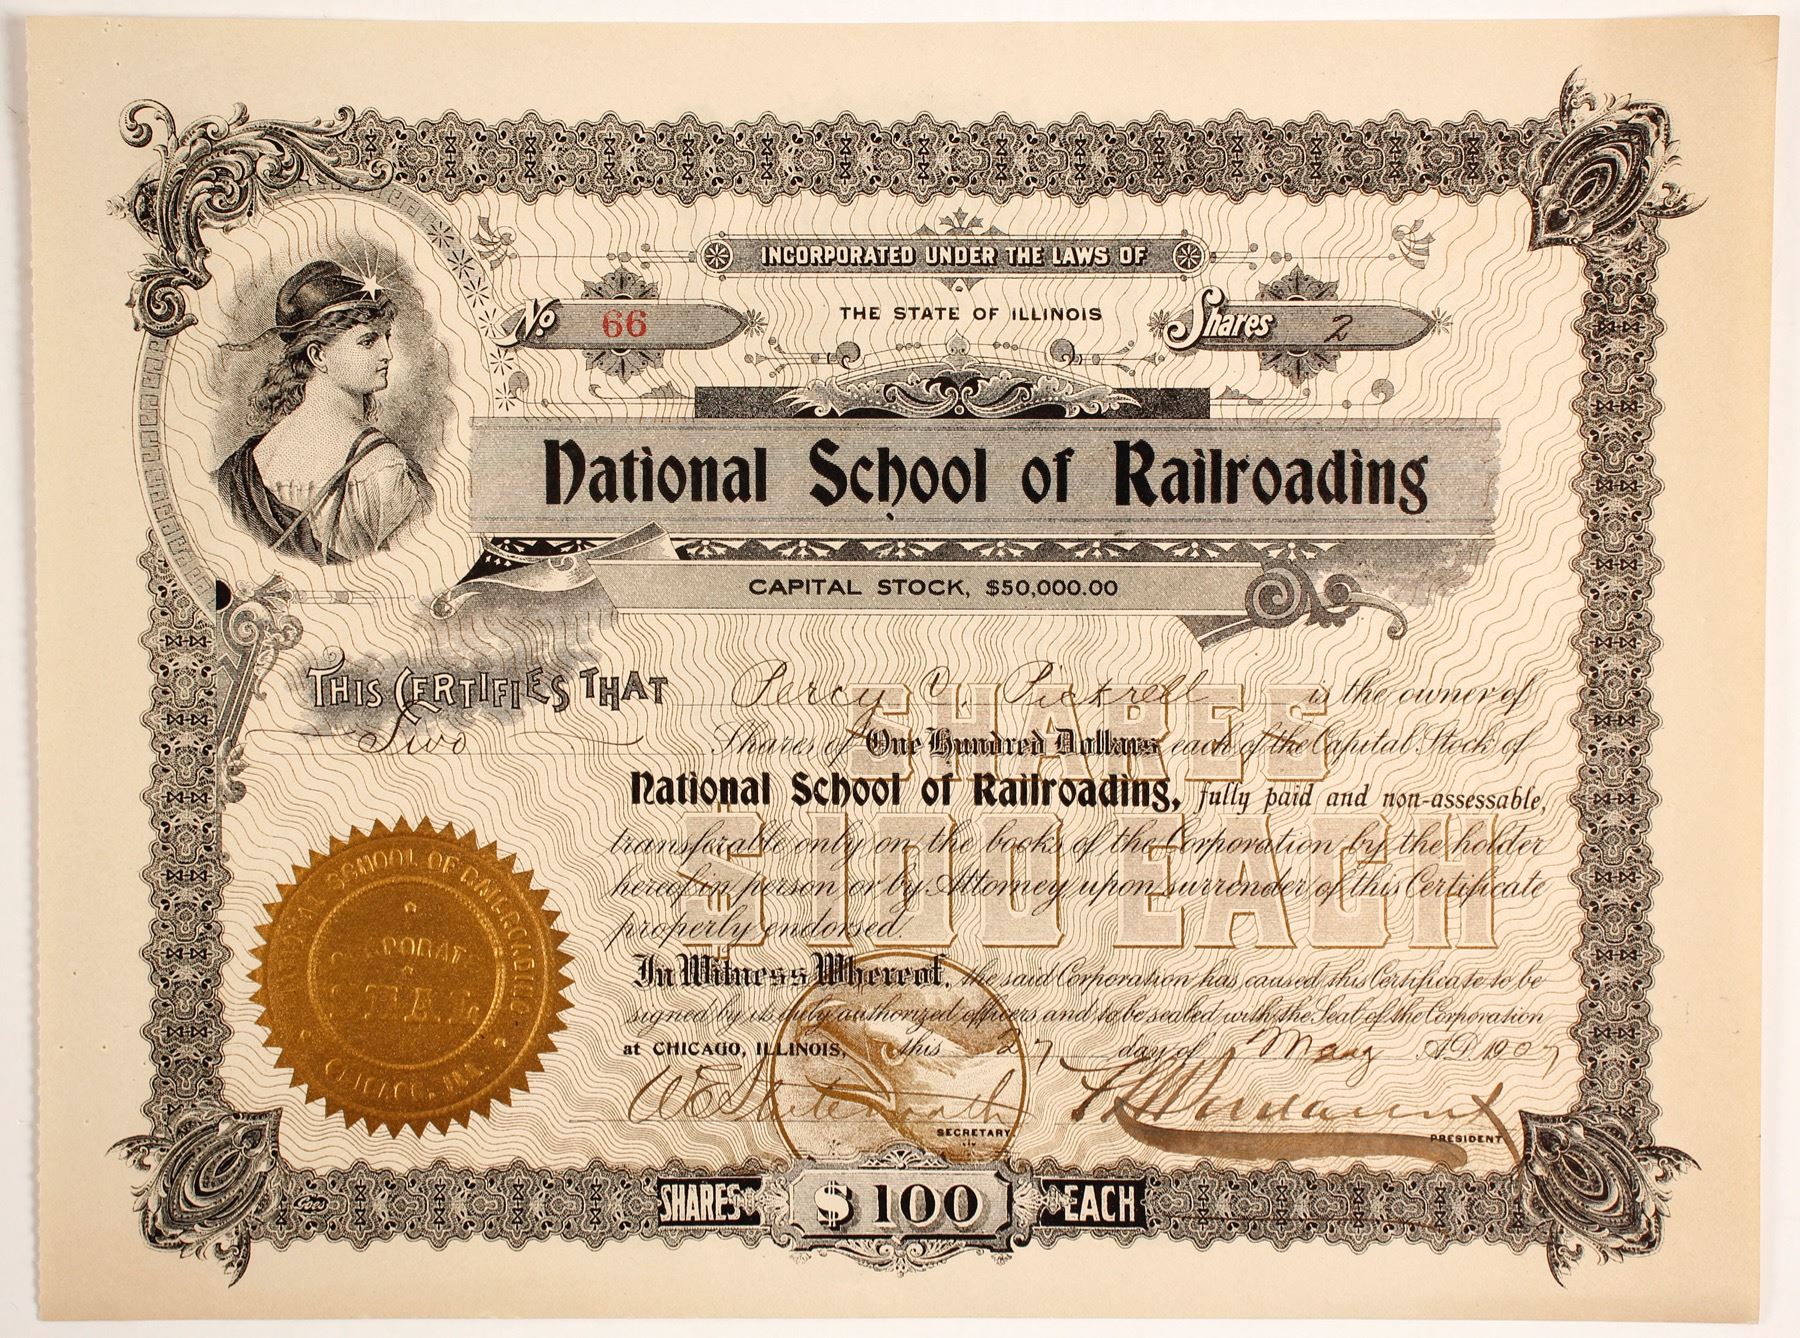 INCORPORATED UNDER THE LAWS OF
THE STATE OF ILLINOIS
No 66
Shares 2
National School of Railroading
CAPITAL STOCK, $50,000.00
THIS CERTIFIES THAT Percy C. Pickrell is the owner of
Two Shares of One Hundred Dollars each of the Capital Stock of
National School of Railroading, fully paid and non-assessable,
transferable only on the books of the Corporation by the holder
hereof in person or by Attorney upon surrender of this Certificate
properly endorsed.
SHARES
$100 EACH
In Witness Whereof, the said Corporation has caused this Certificate to be
signed by its duly authorized officers and to be sealed with the Seal of the Corporation
at CHICAGO, ILLINOIS, this 27 day of May A.D. 1907
SECRETARY
PRESIDENT
SCHOOL OF RAILROADING
CHICAGO, ILL.
SHARES $100 EACH